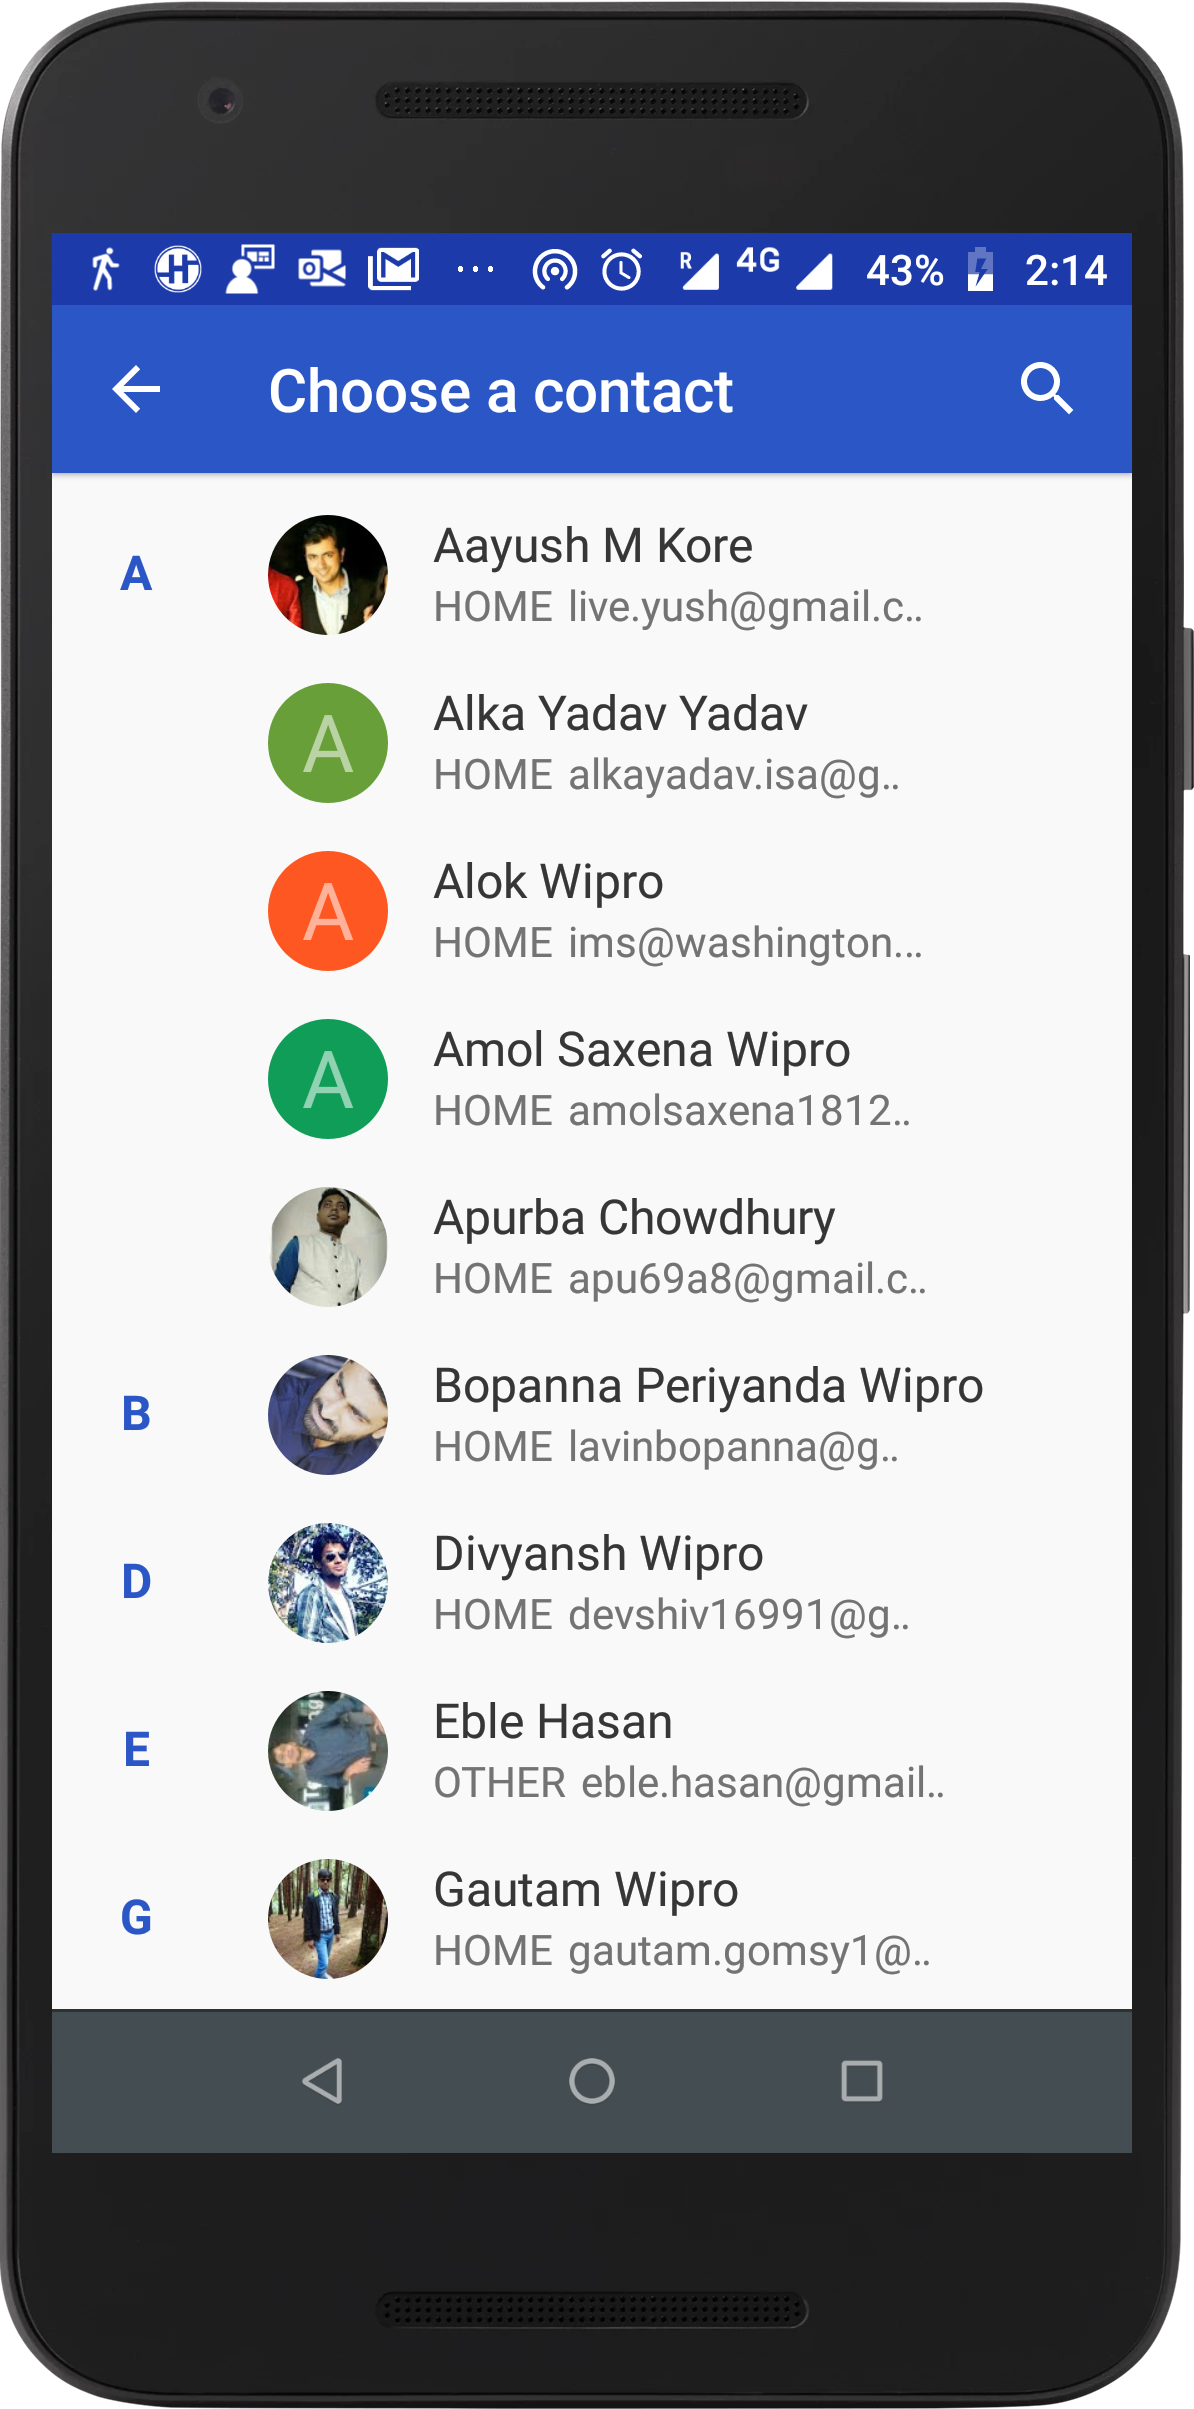 R 4G 43% 2:14
Choose a contact
A
Aayush M Kore
HOME live.yush@gmail.c..
A
Alka Yadav Yadav
HOME alkayadav.isa@g..
A
Alok Wipro
HOME ims@washington...
A
Amol Saxena Wipro
HOME amolsaxena1812..
Apurba Chowdhury
HOME apu69a8@gmail.c..
B
Bopanna Periyanda Wipro
HOME lavinbopanna@g..
D
Divyansh Wipro
HOME devshiv16991@g..
E
Eble Hasan
OTHER eble.hasan@gmail..
G
Gautam Wipro
HOME gautam.gomsy1@..